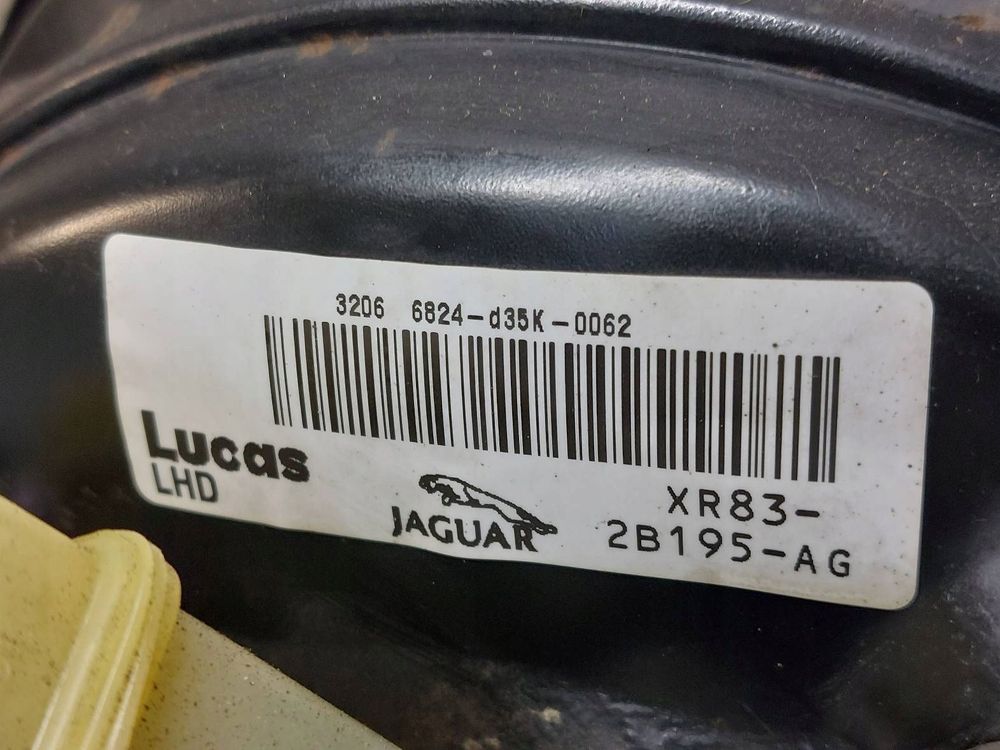 3206 6824-d35K-0062
Lucas
LHD
JAGUAR
XR83-
2B195-AG